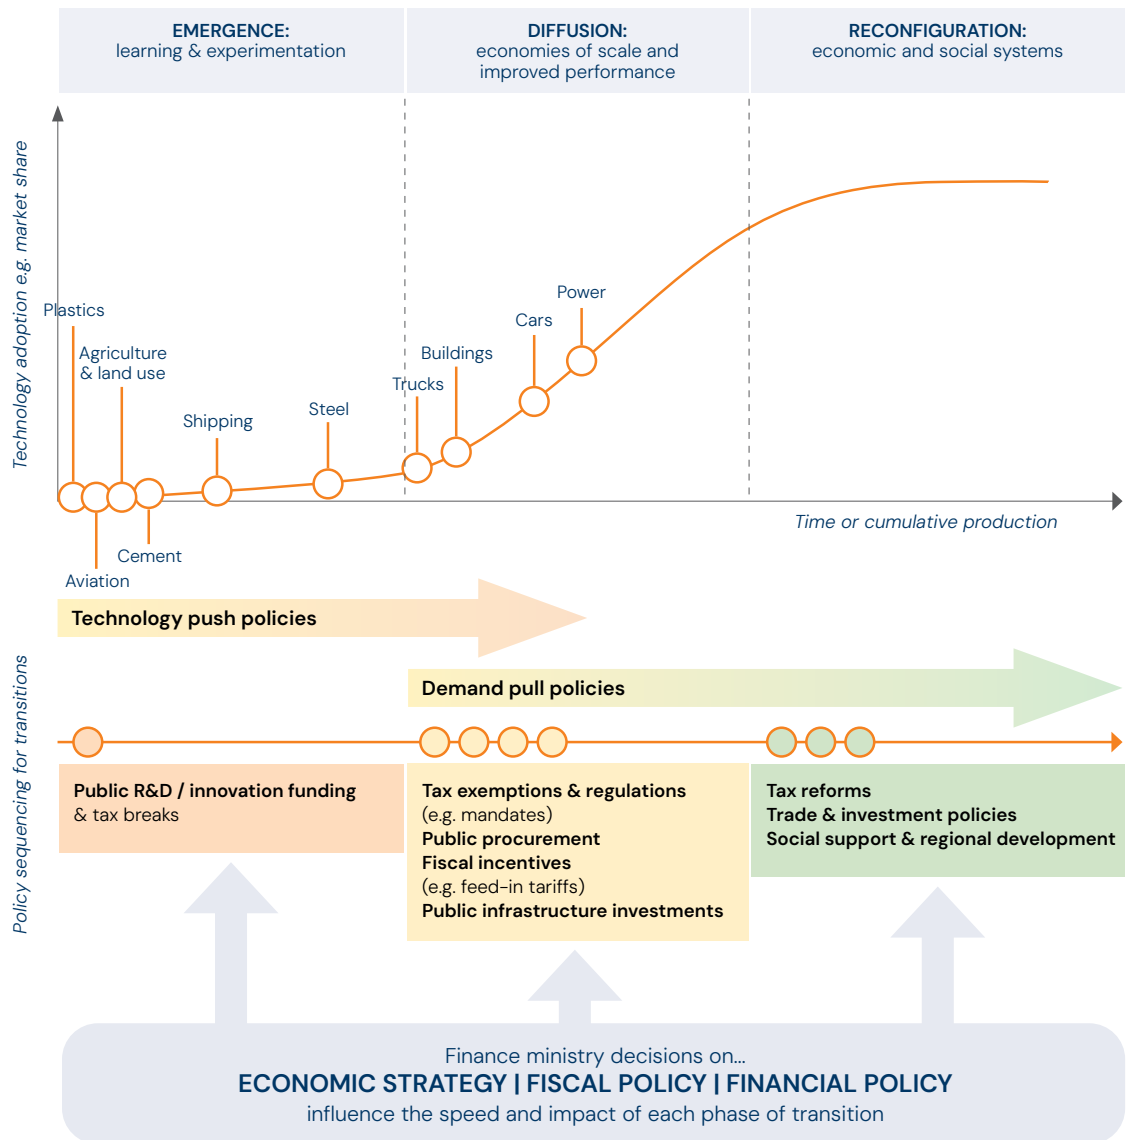 EMERGENCE:
learning & experimentation
DIFFUSION:
economies of scale and
improved performance
RECONFIGURATION:
economic and social systems
Technology adoption e.g. market share
Plastics
Agriculture
& land use
Shipping
Steel
Trucks
Buildings
Cars
Power
Cement
Aviation
Time or cumulative production
Policy sequencing for transitions
Technology push policies
Demand pull policies
Public R&D / innovation funding
& tax breaks
Tax exemptions & regulations
(e.g. mandates)
Public procurement
Fiscal incentives
(e.g. feed-in tariffs)
Public infrastructure investments
Tax reforms
Trade & investment policies
Social support & regional development
Finance ministry decisions on...
ECONOMIC STRATEGY | FISCAL POLICY | FINANCIAL POLICY
influence the speed and impact of each phase of transition